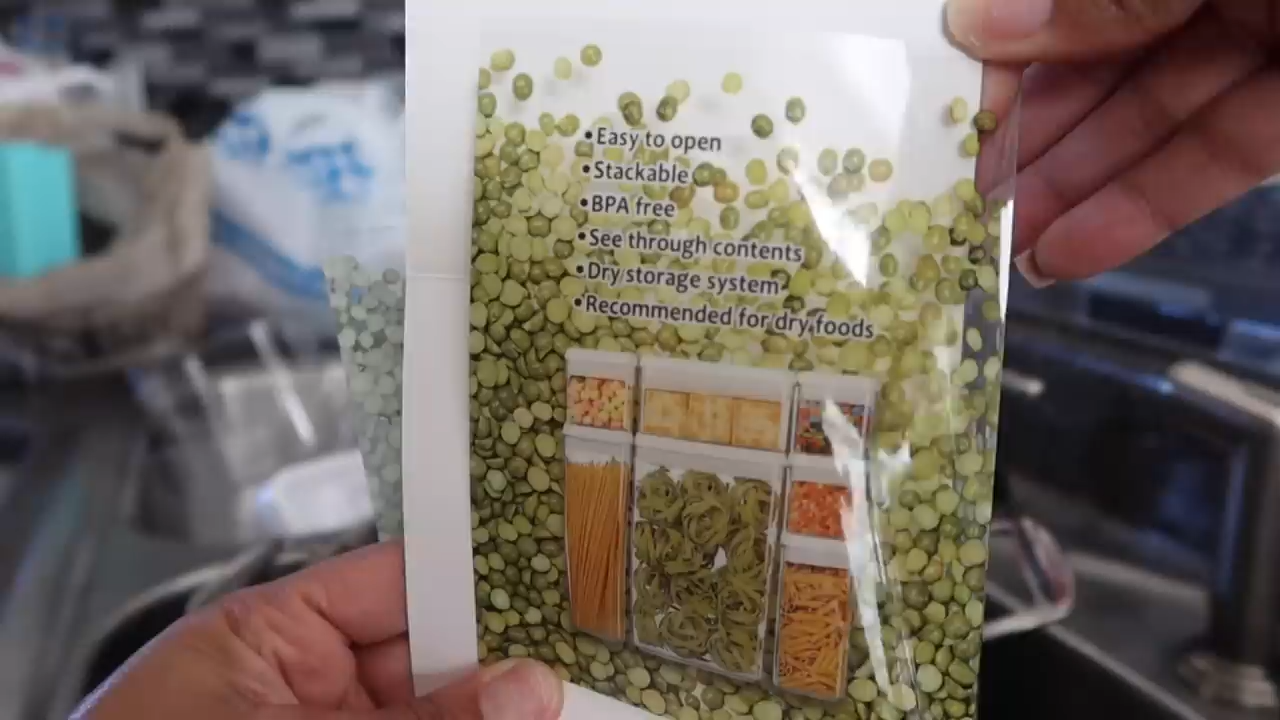 •Easy to open
•Stackable
•BPA free
•See through contents
•Dry storage system
•Recommended for dry foods